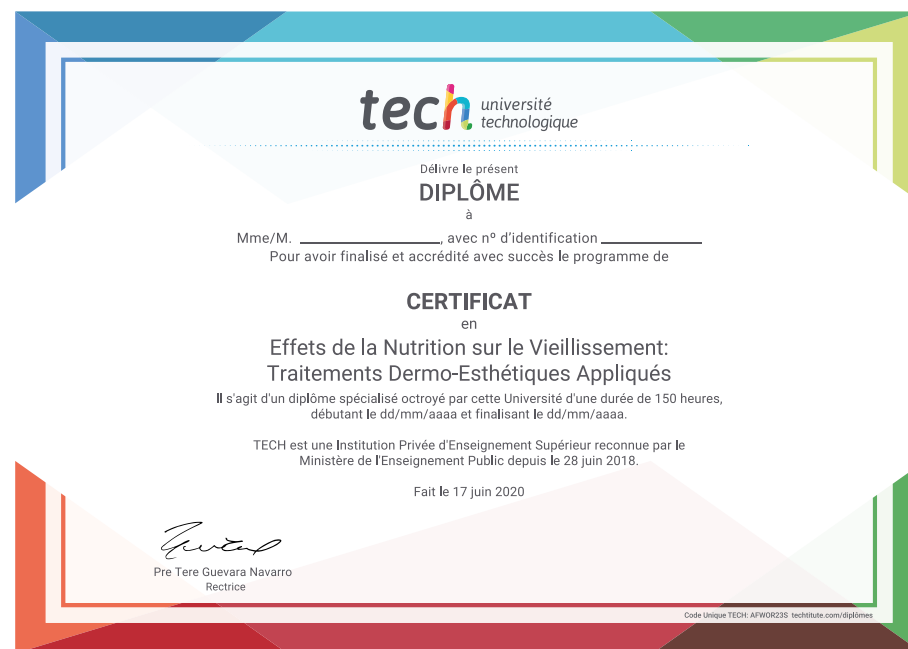 tech université
technologique
Délivre le présent
DIPLÔME
à
Mme/M. ____________________, avec nº d'identification ______________
Pour avoir finalisé et accrédité avec succès le programme de
CERTIFICAT
en
Effets de la Nutrition sur le Vieillissement:
Traitements Dermo-Esthétiques Appliqués
Il s'agit d'un diplôme spécialisé octroyé par cette Université d'une durée de 150 heures,
débutant le dd/mm/aaaa et finalisant le dd/mm/aaaa.
TECH est une Institution Privée d'Enseignement Supérieur reconnue par le
Ministère de l'Enseignement Public depuis le 28 juin 2018.
Fait le 17 juin 2020
Pre Tere Guevara Navarro
Rectrice
Code Unique TECH: AFWOR23S techtitute.com/diplômes